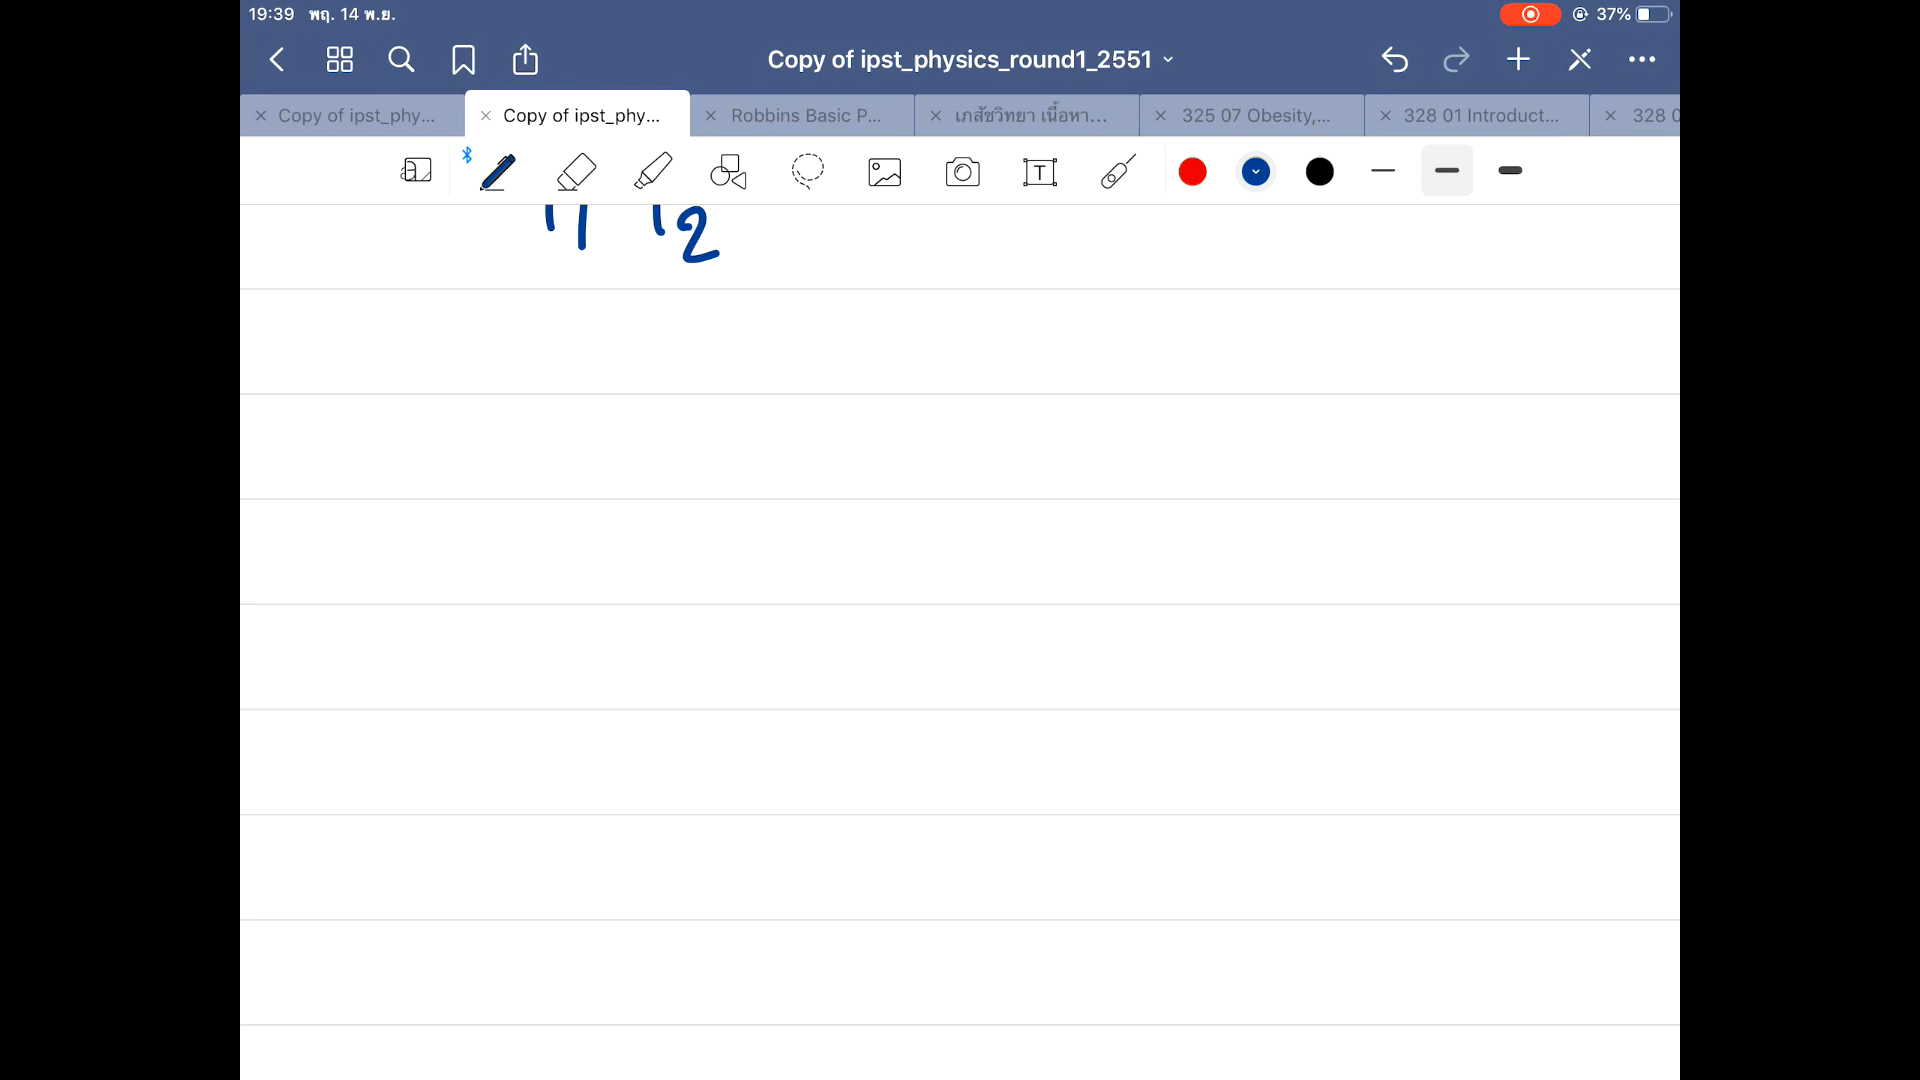 19:39 พฤ. 14 พ.ย. 37%
Copy of ipst_physics_round1_2551
Copy of ipst_phy... Copy of ipst_phy... Robbins Basic P... เภสัชวิทยา เนื้อหา... 325 07 Obesity,... 328 01 Introduct... 328 0
a T
2